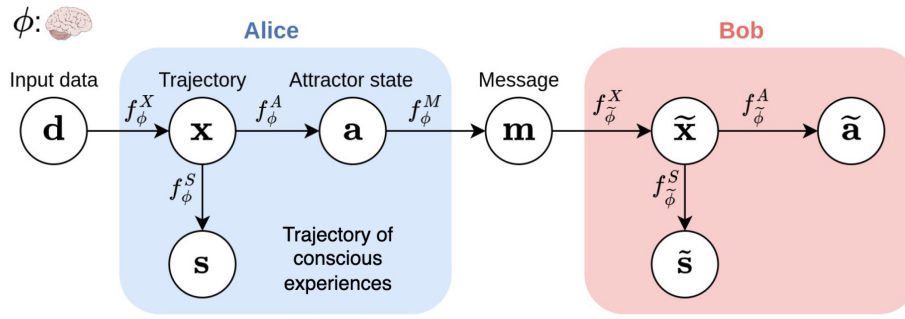 ϕ:
Alice
Bob
Input data
Trajectory
Attractor state
Message
d
f_ϕ^X
x
f_ϕ^A
a
f_ϕ^M
m
f_ϕ̃^X
x̃
f_ϕ̃^A
ã
f_ϕ^S
f_ϕ̃^S
s
Trajectory of
conscious
experiences
s̃